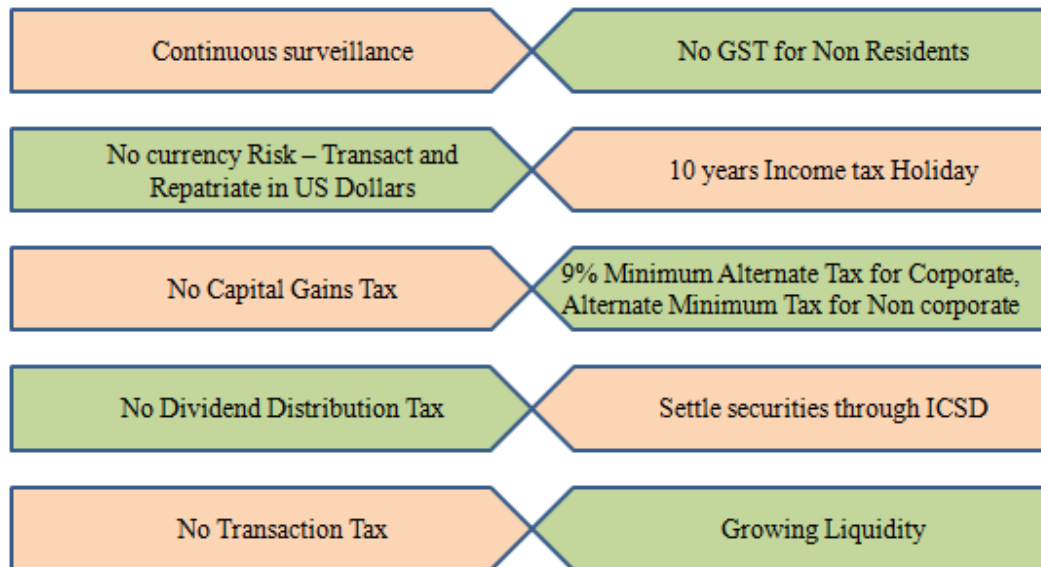 Continuous surveillance
No GST for Non Residents
No currency Risk – Transact and
Repatriate in US Dollars
10 years Income tax Holiday
No Capital Gains Tax
9% Minimum Alternate Tax for Corporate,
Alternate Minimum Tax for Non corporate
No Dividend Distribution Tax
Settle securities through ICSD
No Transaction Tax
Growing Liquidity